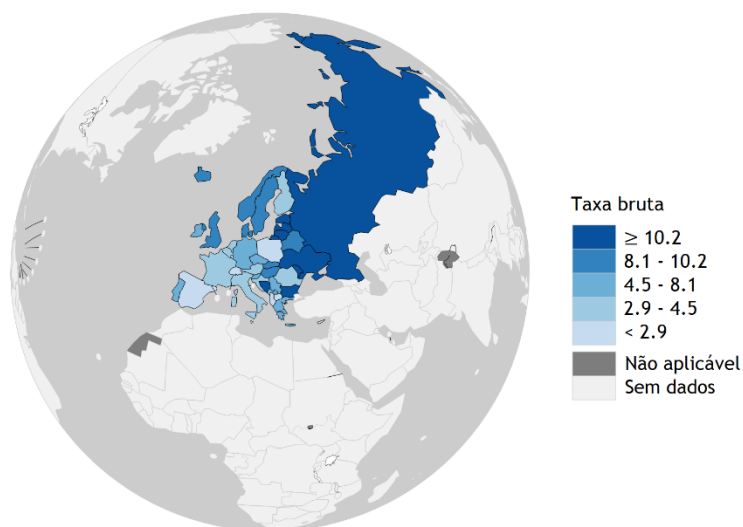 Taxa bruta
≥ 10.2
8.1 - 10.2
4.5 - 8.1
2.9 - 4.5
< 2.9
Não aplicável
Sem dados